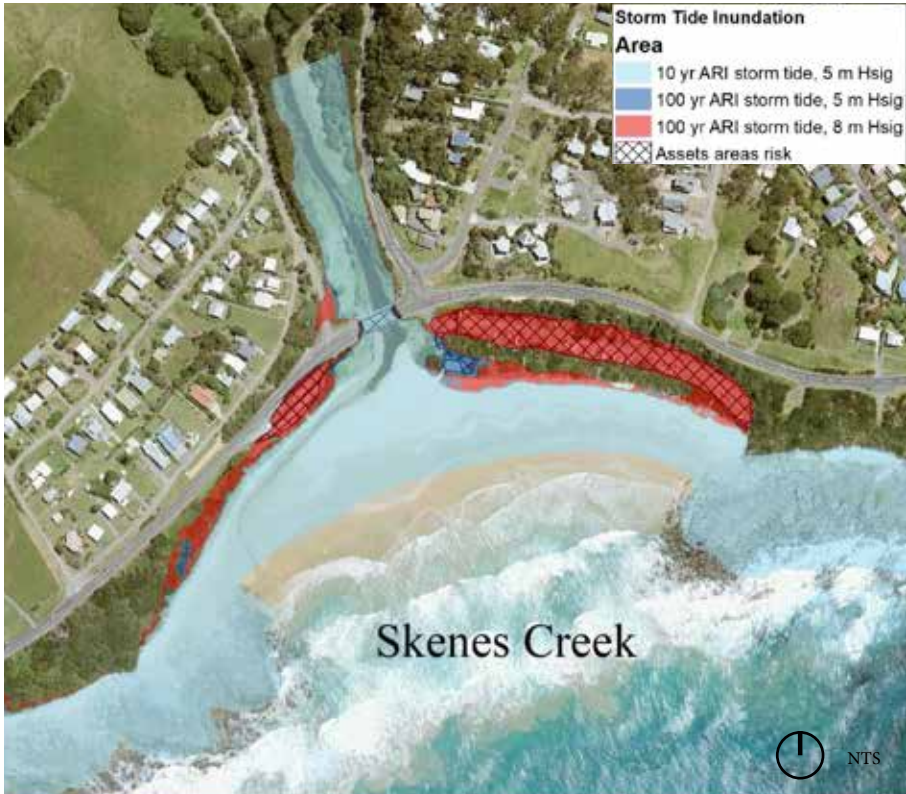 Storm Tide Inundation
Area
10 yr ARI storm tide, 5 m Hsig
100 yr ARI storm tide, 5 m Hsig
100 yr ARI storm tide, 8 m Hsig
Assets areas risk
Skenes Creek
NTS